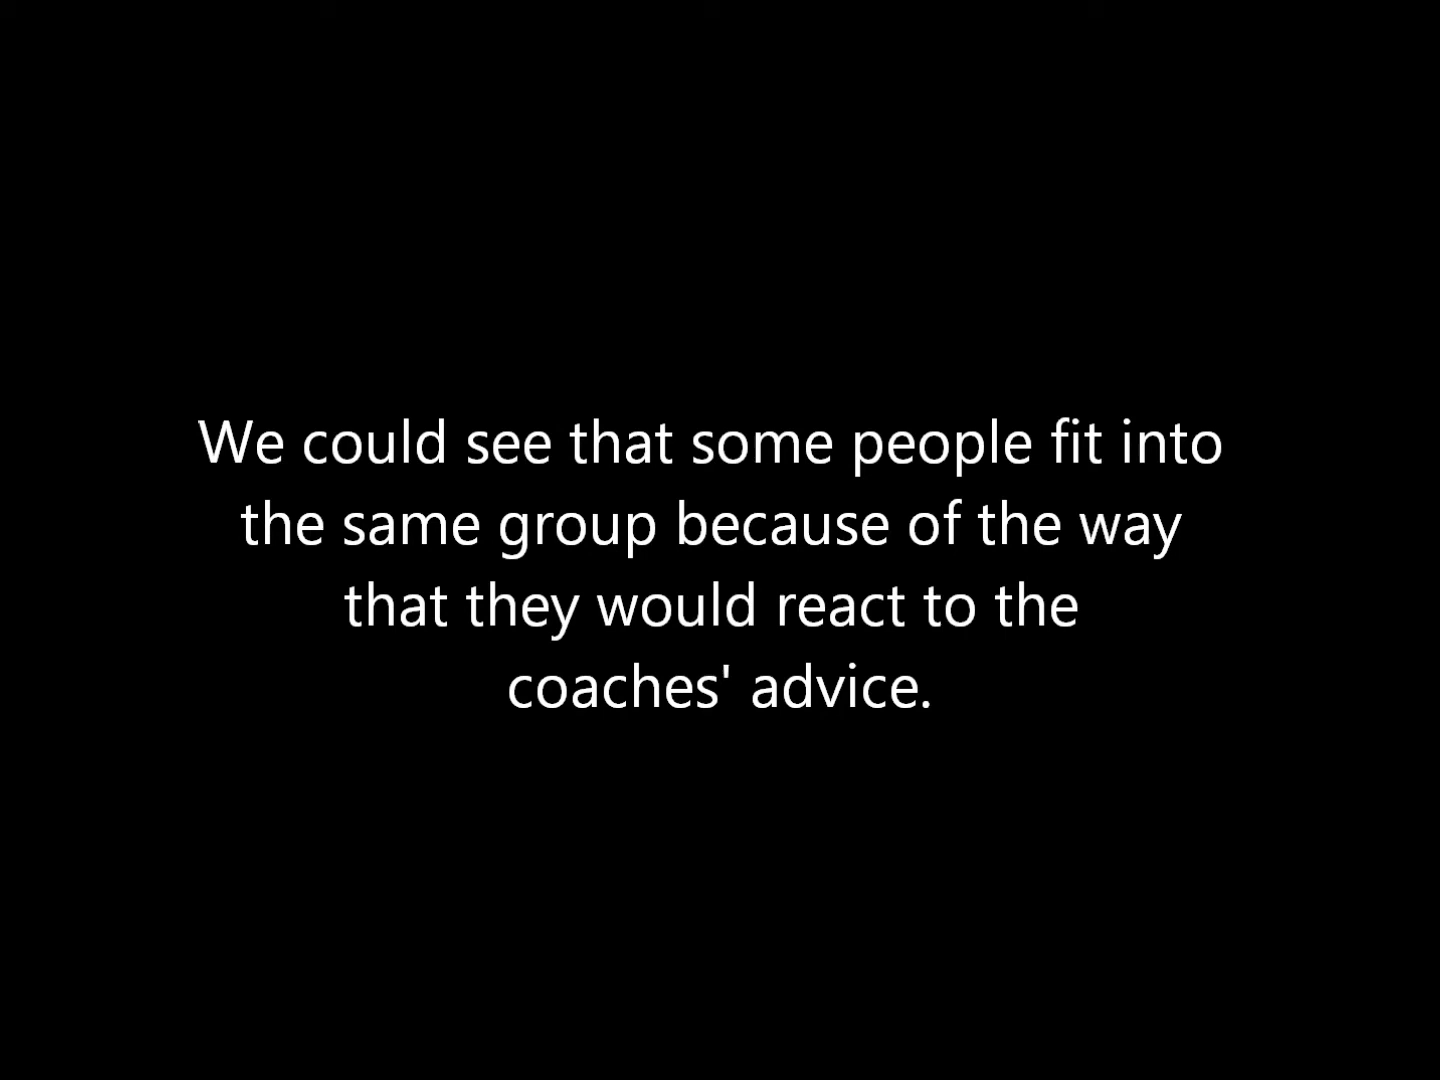 We could see that some people fit into
the same group because of the way
that they would react to the
coaches' advice.